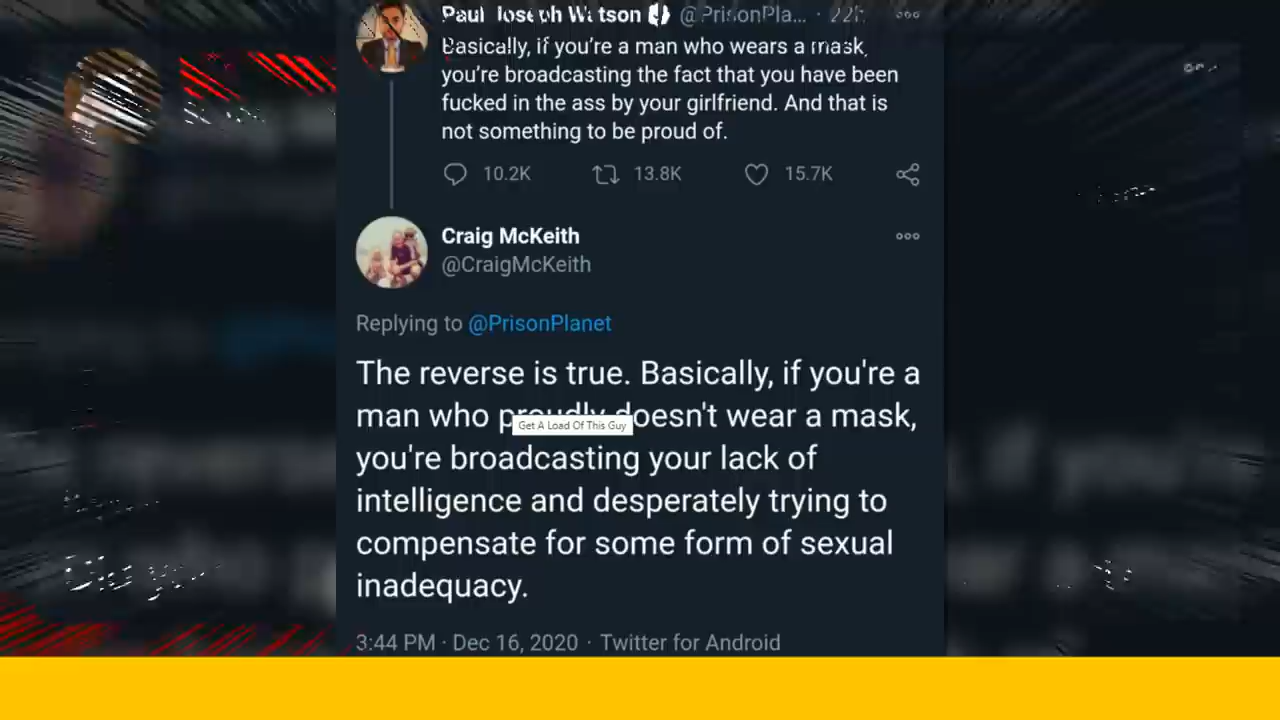 Paul Joseph Watson @PrisonPla... · 22h
Basically, if you're a man who wears a mask,
you're broadcasting the fact that you have been
fucked in the ass by your girlfriend. And that is
not something to be proud of.
10.2K 13.8K 15.7K
Craig McKeith
@CraigMcKeith
Replying to @PrisonPlanet
The reverse is true. Basically, if you're a
man who proudly doesn't wear a mask,
Get A Load Of This Guy
you're broadcasting your lack of
intelligence and desperately trying to
compensate for some form of sexual
inadequacy.
3:44 PM · Dec 16, 2020 · Twitter for Android